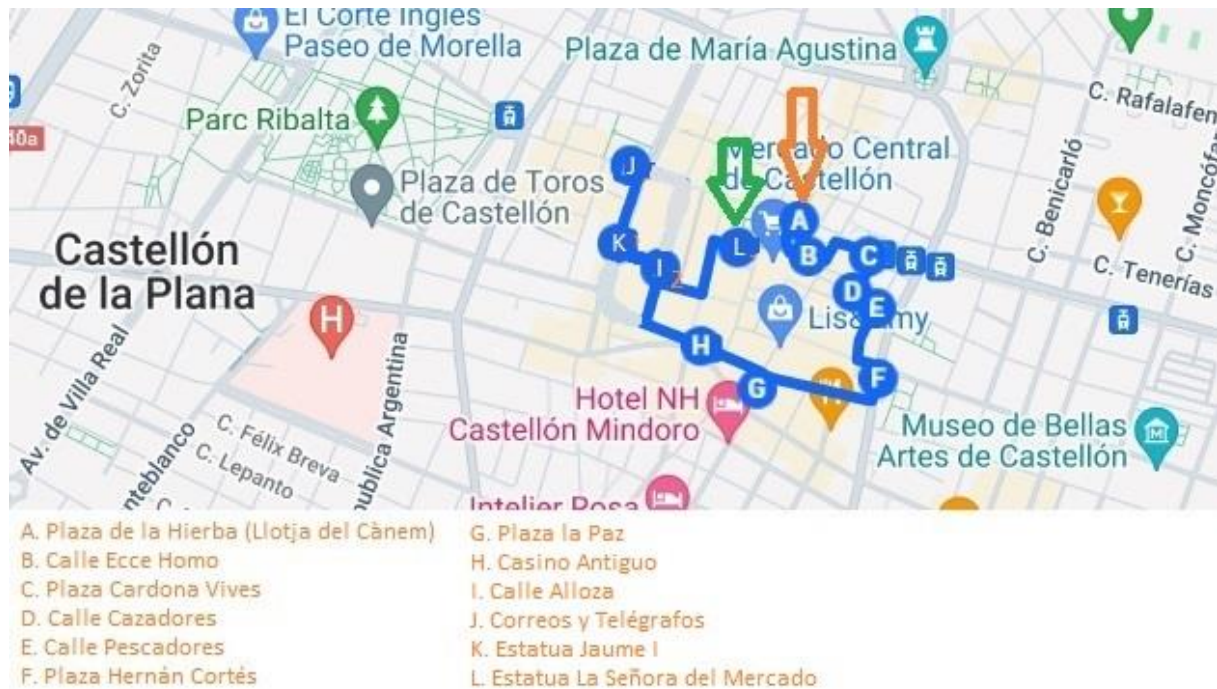 El Corte Inglés
Paseo de Morella
Plaza de María Agustina
C. Zorita
C. Rafalafen
Parc Ribalta
40a
Mercado Central
de Castellón
Plaza de Toros
de Castellón
J
K
I
L
A
B
C
D
E
F
G
H
C. Benicarló
C. Moncófa
C. Tenerías
Castellón
de la Plana
H
Av. de Villa Real
Hotel NH
Castellón Mindoro
Museo de Bellas
Artes de Castellón
M
C. Félix Breva
C. Lepanto
Intelier Rosa
A. Plaza de la Hierba (Llotja del Cànem)
B. Calle Ecce Homo
C. Plaza Cardona Vives
D. Calle Cazadores
E. Calle Pescadores
F. Plaza Hernán Cortés
G. Plaza la Paz
H. Casino Antiguo
I. Calle Alloza
J. Correos y Telégrafos
K. Estatua Jaume I
L. Estatua La Señora del Mercado